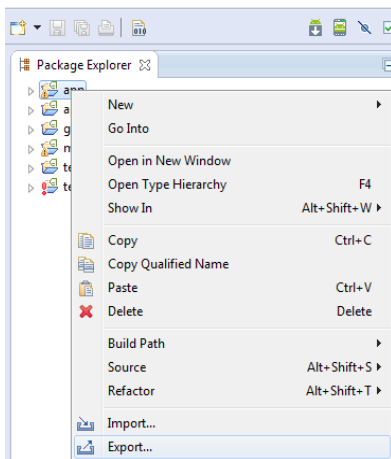 Package Explorer
app
New
Go Into
Open in New Window
Open Type Hierarchy F4
Show In Alt+Shift+W
Copy Ctrl+C
Copy Qualified Name
Paste Ctrl+V
Delete Delete
Build Path
Source Alt+Shift+S
Refactor Alt+Shift+T
Import...
Export...